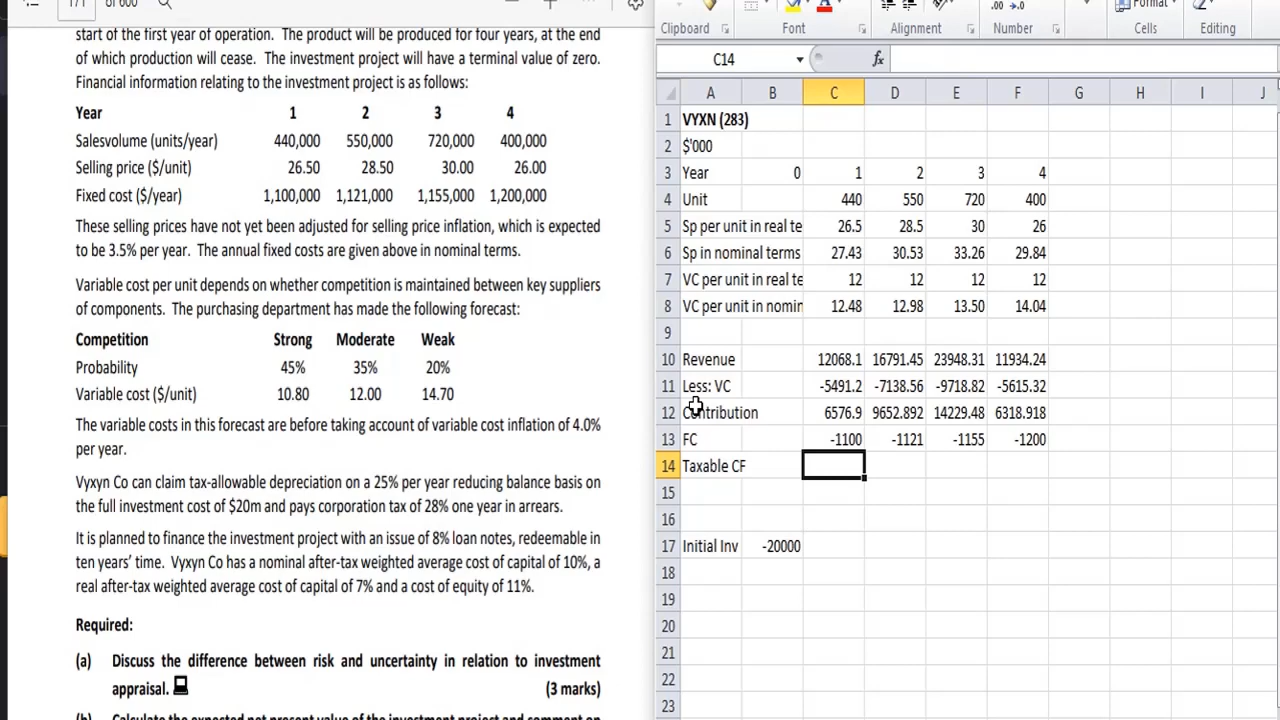 171 of 600
start of the first year of operation. The product will be produced for four years, at the end
of which production will cease. The investment project will have a terminal value of zero.
Financial information relating to the investment project is as follows:
Year 1 2 3 4
Salesvolume (units/year) 440,000 550,000 720,000 400,000
Selling price ($/unit) 26.50 28.50 30.00 26.00
Fixed cost ($/year) 1,100,000 1,121,000 1,155,000 1,200,000
These selling prices have not yet been adjusted for selling price inflation, which is expected
to be 3.5% per year. The annual fixed costs are given above in nominal terms.
Variable cost per unit depends on whether competition is maintained between key suppliers
of components. The purchasing department has made the following forecast:
Competition Strong Moderate Weak
Probability 45% 35% 20%
Variable cost ($/unit) 10.80 12.00 14.70
The variable costs in this forecast are before taking account of variable cost inflation of 4.0%
per year.
Vyxyn Co can claim tax-allowable depreciation on a 25% per year reducing balance basis on
the full investment cost of $20m and pays corporation tax of 28% one year in arrears.
It is planned to finance the investment project with an issue of 8% loan notes, redeemable in
ten years' time. Vyxyn Co has a nominal after-tax weighted average cost of capital of 10%, a
real after-tax weighted average cost of capital of 7% and a cost of equity of 11%.
Required:
(a) Discuss the difference between risk and uncertainty in relation to investment
appraisal. (3 marks)
(b) Calculate the expected net present value of the investment project and comment on
Clipboard Font Alignment Number Cells Editing
Format
C14 fx
A B C D E F G H I J
1 VYXN (283)
2 $'000
3 Year 0 1 2 3 4
4 Unit 440 550 720 400
5 Sp per unit in real te 26.5 28.5 30 26
6 Sp in nominal terms 27.43 30.53 33.26 29.84
7 VC per unit in real te 12 12 12 12
8 VC per unit in nomin 12.48 12.98 13.50 14.04
9
10 Revenue 12068.1 16791.45 23948.31 11934.24
11 Less: VC -5491.2 -7138.56 -9718.82 -5615.32
12 Contribution 6576.9 9652.892 14229.48 6318.918
13 FC -1100 -1121 -1155 -1200
14 Taxable CF
15
16
17 Initial Inv -20000
18
19
20
21
22
23